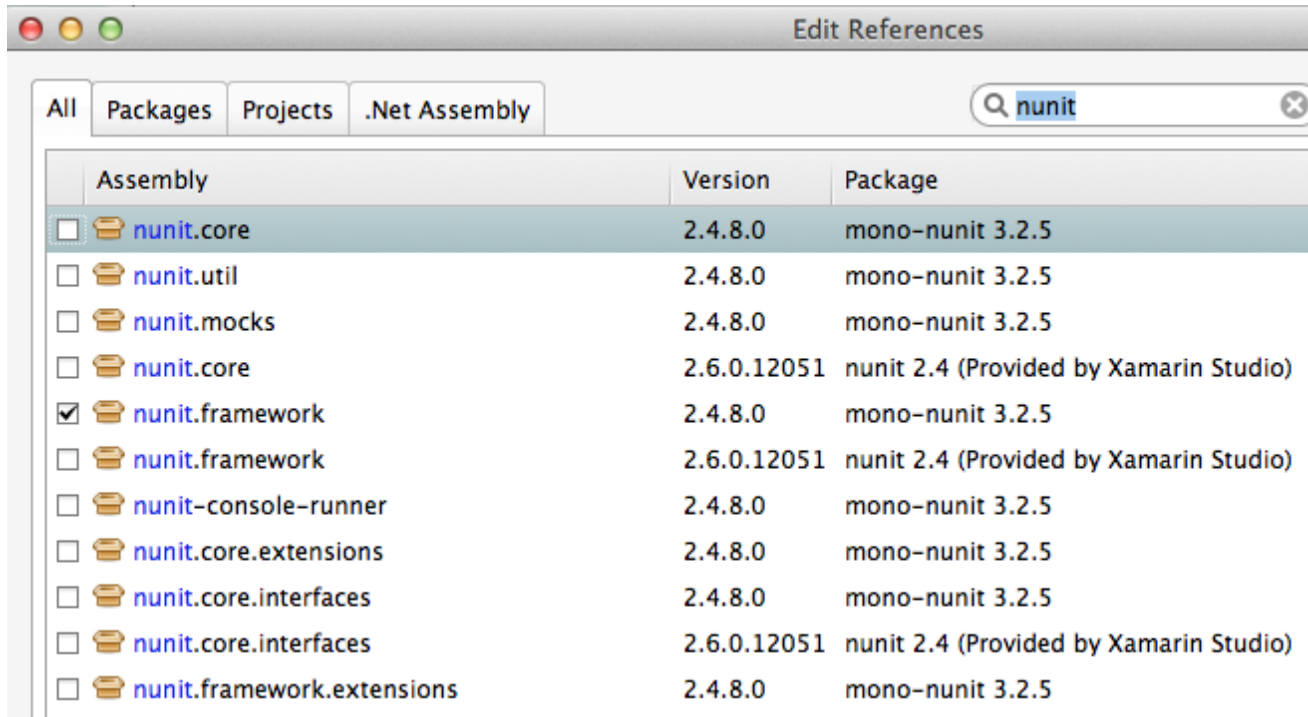 Edit References
All Packages Projects .Net Assembly nunit
Assembly Version Package
nunit.core 2.4.8.0 mono-nunit 3.2.5
nunit.util 2.4.8.0 mono-nunit 3.2.5
nunit.mocks 2.4.8.0 mono-nunit 3.2.5
nunit.core 2.6.0.12051 nunit 2.4 (Provided by Xamarin Studio)
nunit.framework 2.4.8.0 mono-nunit 3.2.5
nunit.framework 2.6.0.12051 nunit 2.4 (Provided by Xamarin Studio)
nunit-console-runner 2.4.8.0 mono-nunit 3.2.5
nunit.core.extensions 2.4.8.0 mono-nunit 3.2.5
nunit.core.interfaces 2.4.8.0 mono-nunit 3.2.5
nunit.core.interfaces 2.6.0.12051 nunit 2.4 (Provided by Xamarin Studio)
nunit.framework.extensions 2.4.8.0 mono-nunit 3.2.5